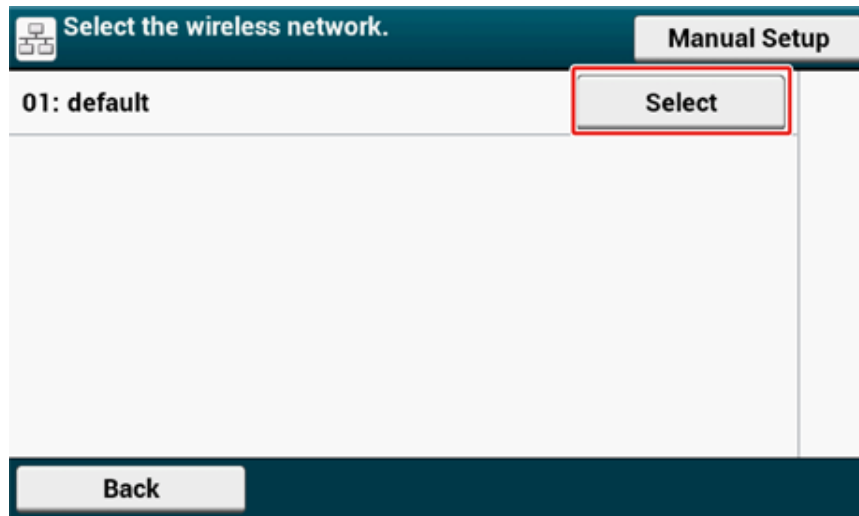 Select the wireless network.
Manual Setup
01: default
Select
Back